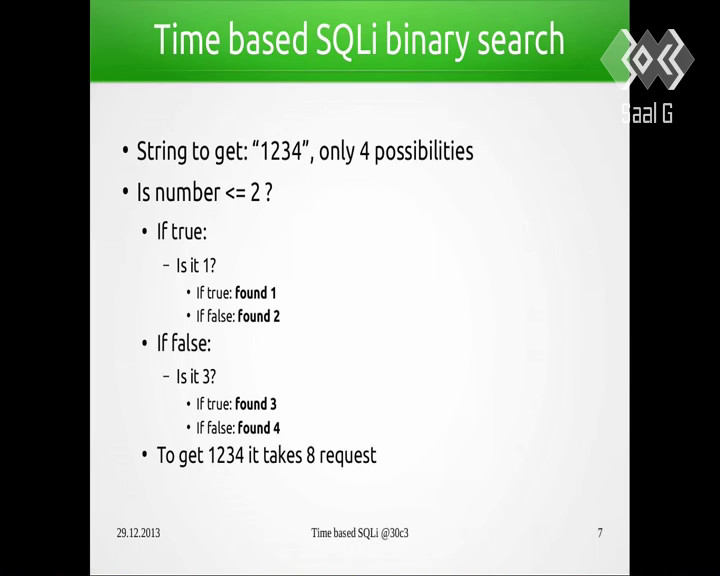 Time based SQLi binary search
Saal G
• String to get: “1234”, only 4 possibilities
• Is number <= 2 ?
• If true:
– Is it 1?
• If true: found 1
• If false: found 2
• If false:
– Is it 3?
• If true: found 3
• If false: found 4
• To get 1234 it takes 8 request
29.12.2013
Time based SQLi @30c3
7